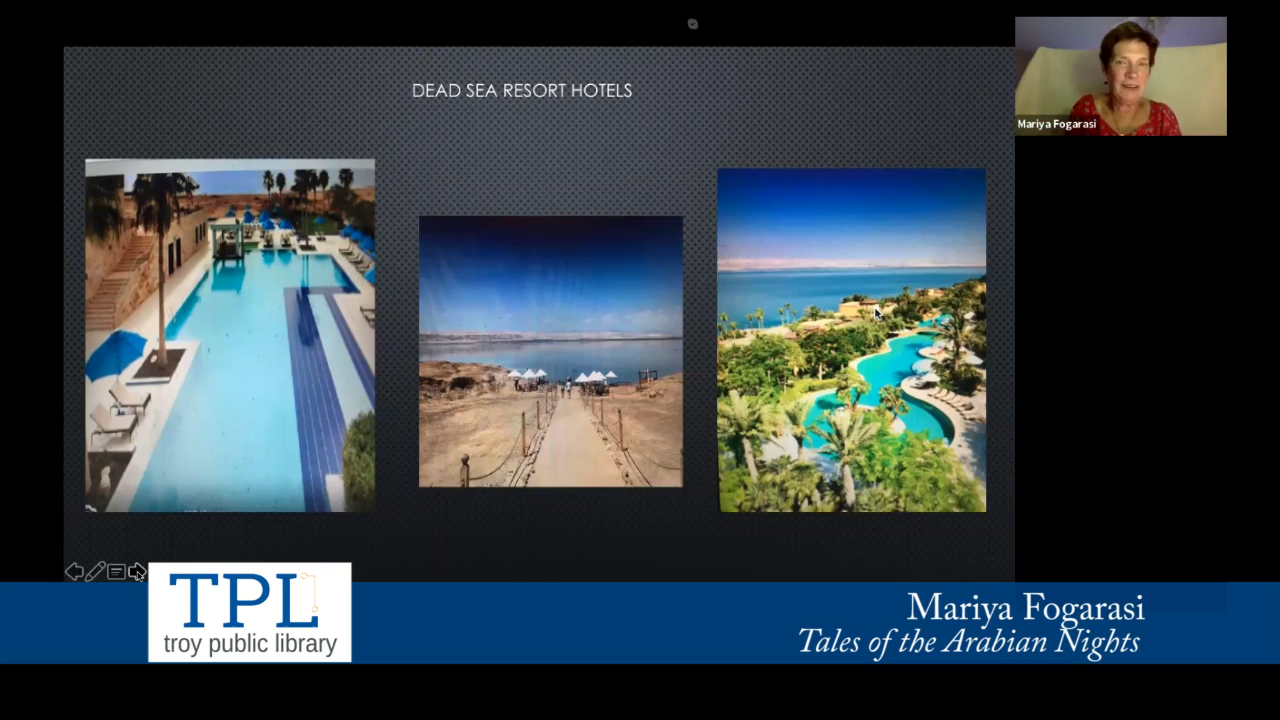 DEAD SEA RESORT HOTELS
Mariya Fogarasi
TPL
troy public library
Mariya Fogarasi
Tales of the Arabian Nights